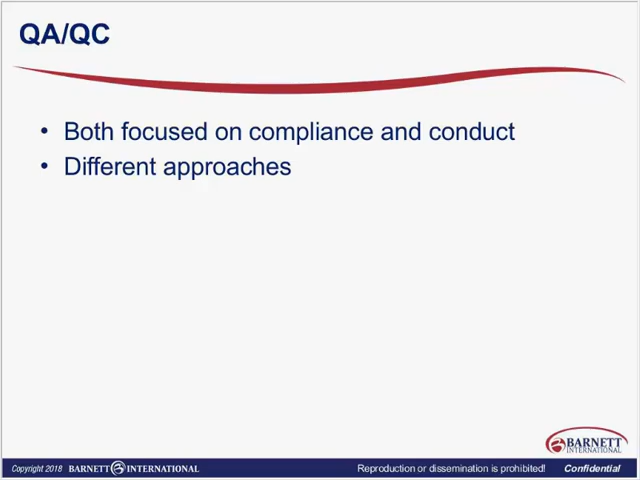 QA/QC
• Both focused on compliance and conduct
• Different approaches
BARNETT
INTERNATIONAL
Copyright 2018 BARNETT INTERNATIONAL Reproduction or dissemination is prohibited! Confidential